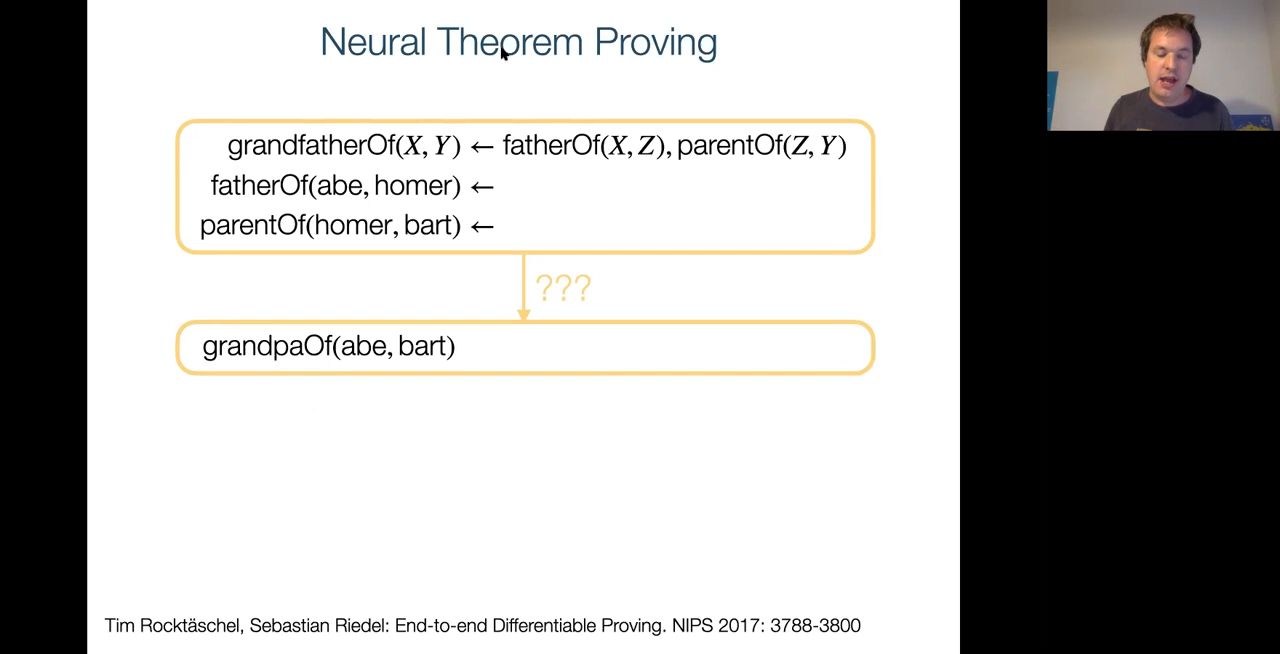 Neural Theorem Proving
grandfatherOf(X, Y) ← fatherOf(X, Z), parentOf(Z, Y)
fatherOf(abe, homer) ←
parentOf(homer, bart) ←
???
grandpaOf(abe, bart)
Tim Rocktäschel, Sebastian Riedel: End-to-end Differentiable Proving. NIPS 2017: 3788-3800